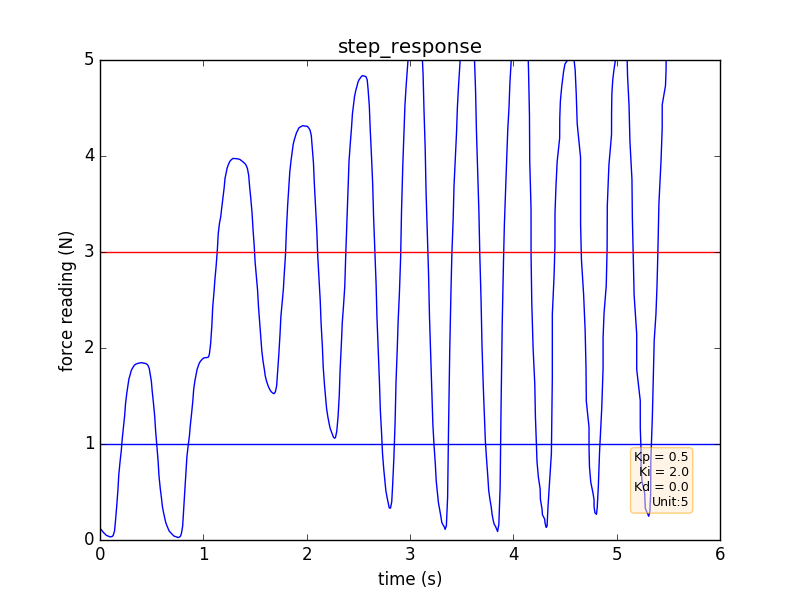 step_response
force reading (N)
5
4
3
2
1
0
Kp = 0.5
Ki = 2.0
Kd = 0.0
Unit:5
0 1 2 3 4 5 6
time (s)